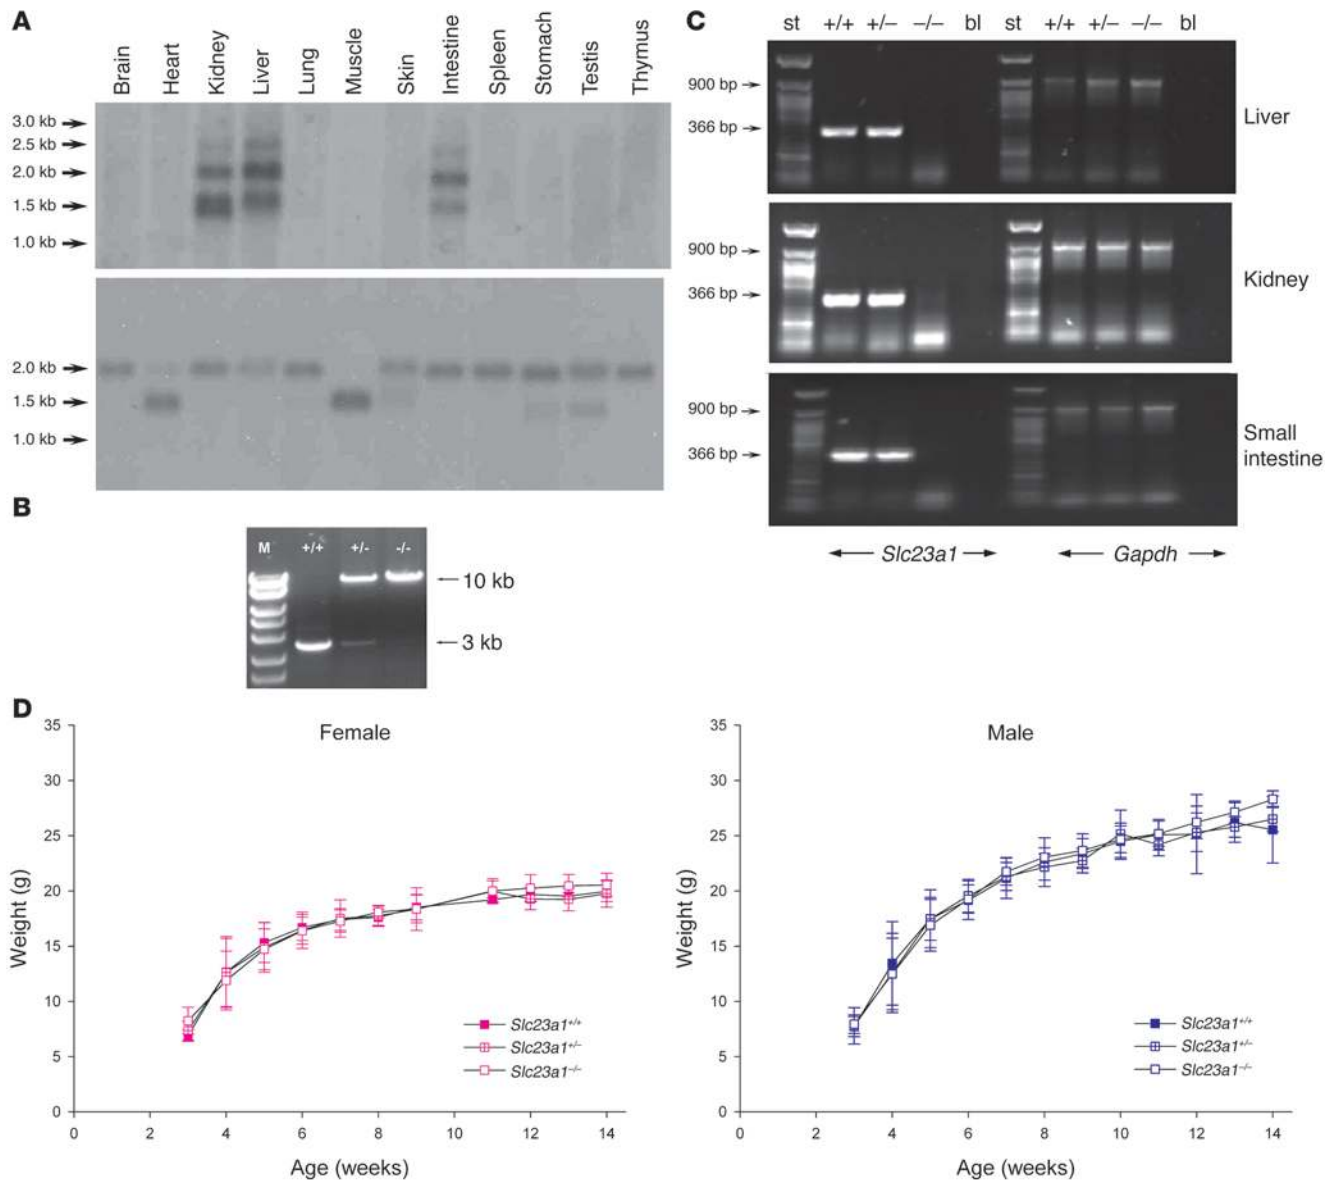 A
Brain Heart Kidney Liver Lung Muscle Skin Intestine Spleen Stomach Testis Thymus
3.0 kb
2.5 kb
2.0 kb
1.5 kb
1.0 kb
2.0 kb
1.5 kb
1.0 kb
B
M +/+ +/- -/-
10 kb
3 kb
C
st +/+ +/– –/– bl st +/+ +/– –/– bl
900 bp
366 bp
Liver
900 bp
366 bp
Kidney
900 bp
366 bp
Small
intestine
Slc23a1 Gapdh
D
Female
Weight (g)
35
30
25
20
15
10
5
0
0 2 4 6 8 10 12 14
Age (weeks)
Slc23a1+/+
Slc23a1+/–
Slc23a1–/–
Male
Weight (g)
35
30
25
20
15
10
5
0
0 2 4 6 8 10 12 14
Age (weeks)
Slc23a1+/+
Slc23a1+/–
Slc23a1–/–